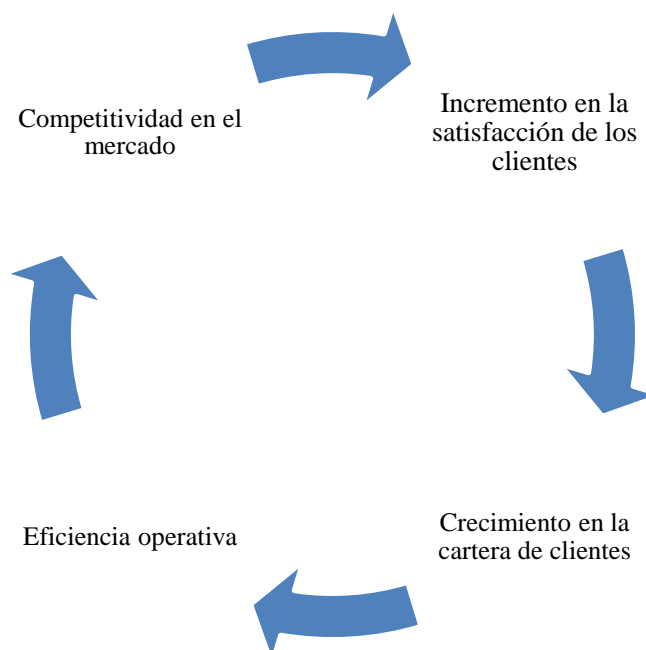 Competitividad en el
mercado
Incremento en la
satisfacción de los
clientes
Eficiencia operativa
Crecimiento en la
cartera de clientes